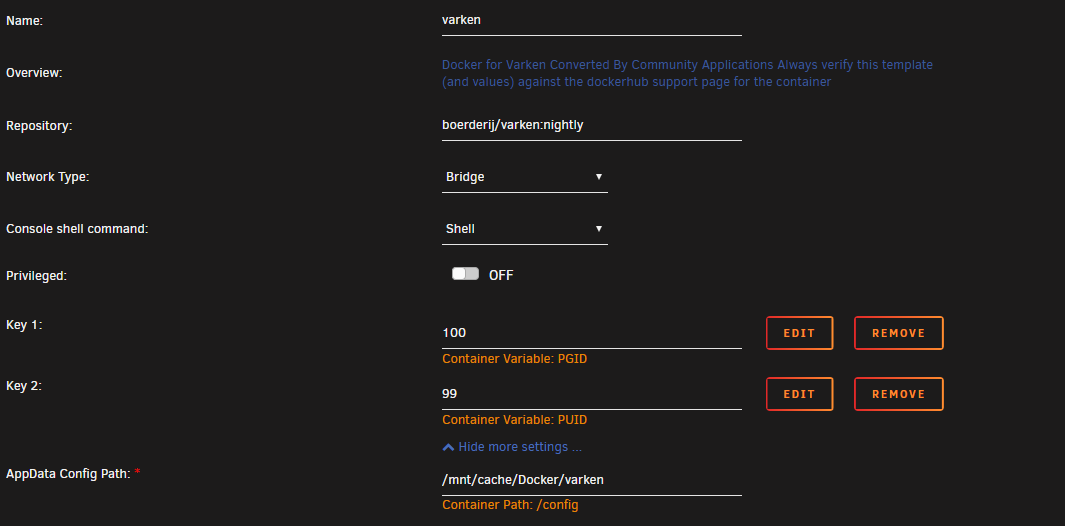 Name:
varken
Overview:
Docker for Varken Converted By Community Applications Always verify this template
(and values) against the dockerhub support page for the container
Repository:
boerderij/varken:nightly
Network Type:
Bridge
Console shell command:
Shell
Privileged:
OFF
Key 1:
100
EDIT
REMOVE
Container Variable: PGID
Key 2:
99
EDIT
REMOVE
Container Variable: PUID
Hide more settings ...
AppData Config Path: *
/mnt/cache/Docker/varken
Container Path: /config